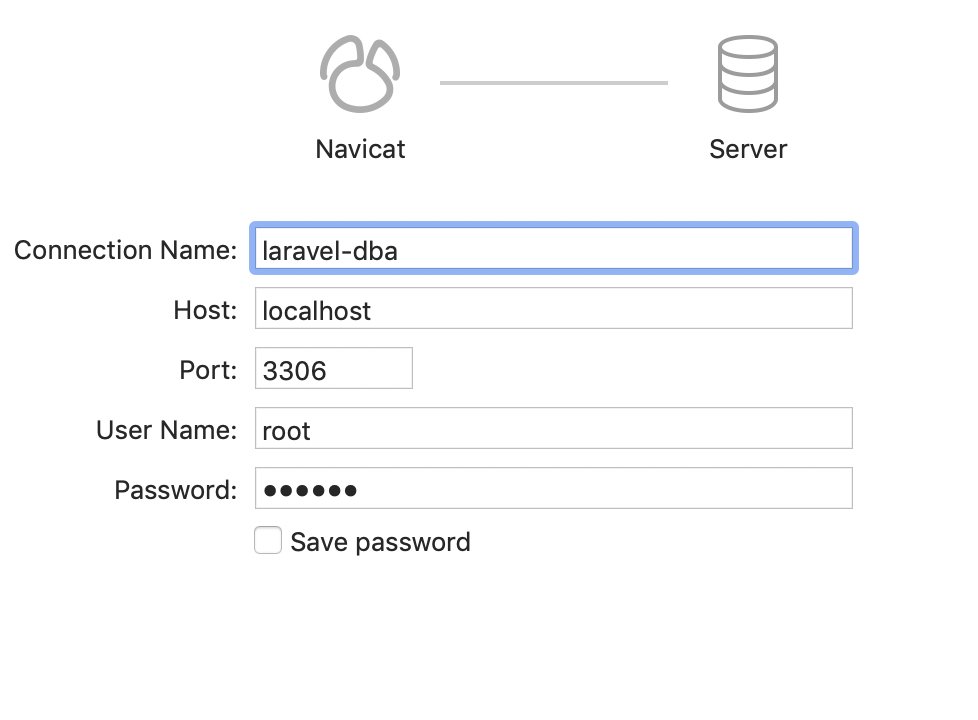 Navicat
Server
Connection Name: laravel-dba
Host: localhost
Port: 3306
User Name: root
Password: ••••••
Save password